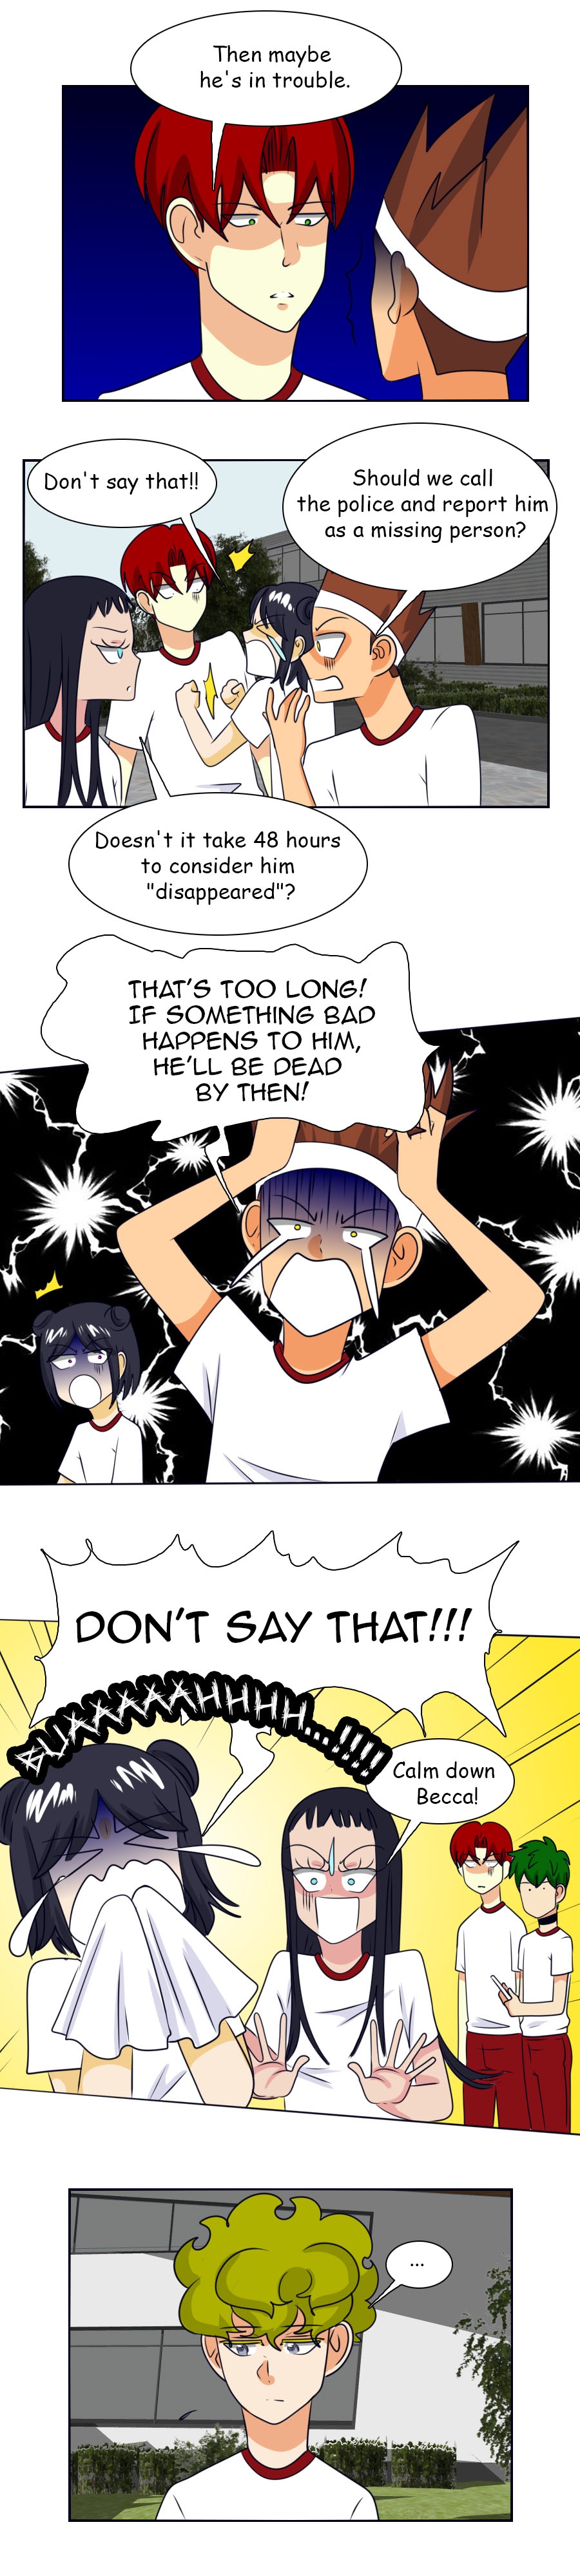 Then maybe
he's in trouble.
Don't say that!!
Should we call
the police and report him
as a missing person?
Doesn't it take 48 hours
to consider him
"disappeared"?
THAT'S TOO LONG!
IF SOMETHING BAD
HAPPENS TO HIM,
HE'LL BE DEAD
BY THEN!
DON'T SAY THAT!!!
BUAAAAAHHHH...!!!!
Calm down
Becca!
...